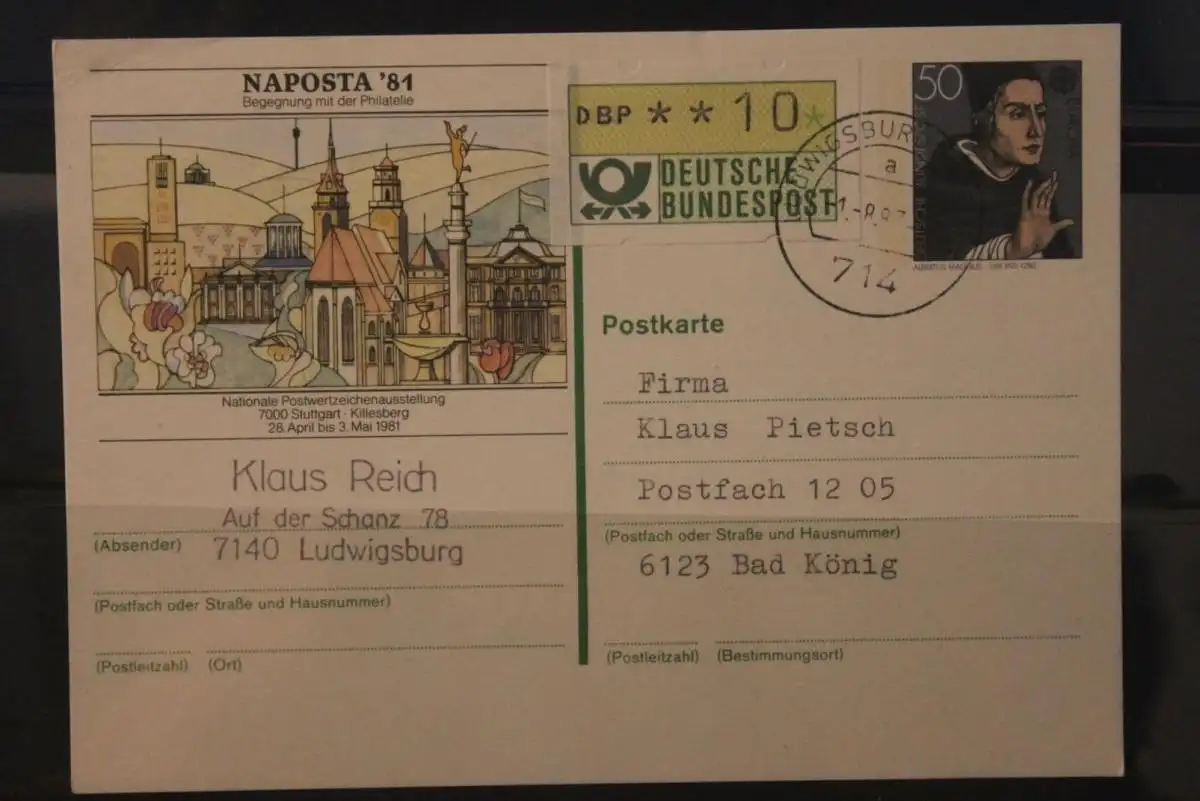 NAPOSTA '81
Begegnung mit der Philatelie
Nationale Postwertzeichenausstellung
7000 Stuttgart · Killesberg
28. April bis 3. Mai 1981
Klaus Reich
Auf der Schanz 78
(Absender) 7140 Ludwigsburg
(Postfach oder Straße und Hausnummer)
(Postleitzahl) (Ort)
DBP ** 10*
DEUTSCHE
BUNDESPOST
a
714
50
Postkarte
Firma
Klaus Pietsch
Postfach 12 05
(Postfach oder Straße und Hausnummer)
6123 Bad König
(Postleitzahl) (Bestimmungsort)